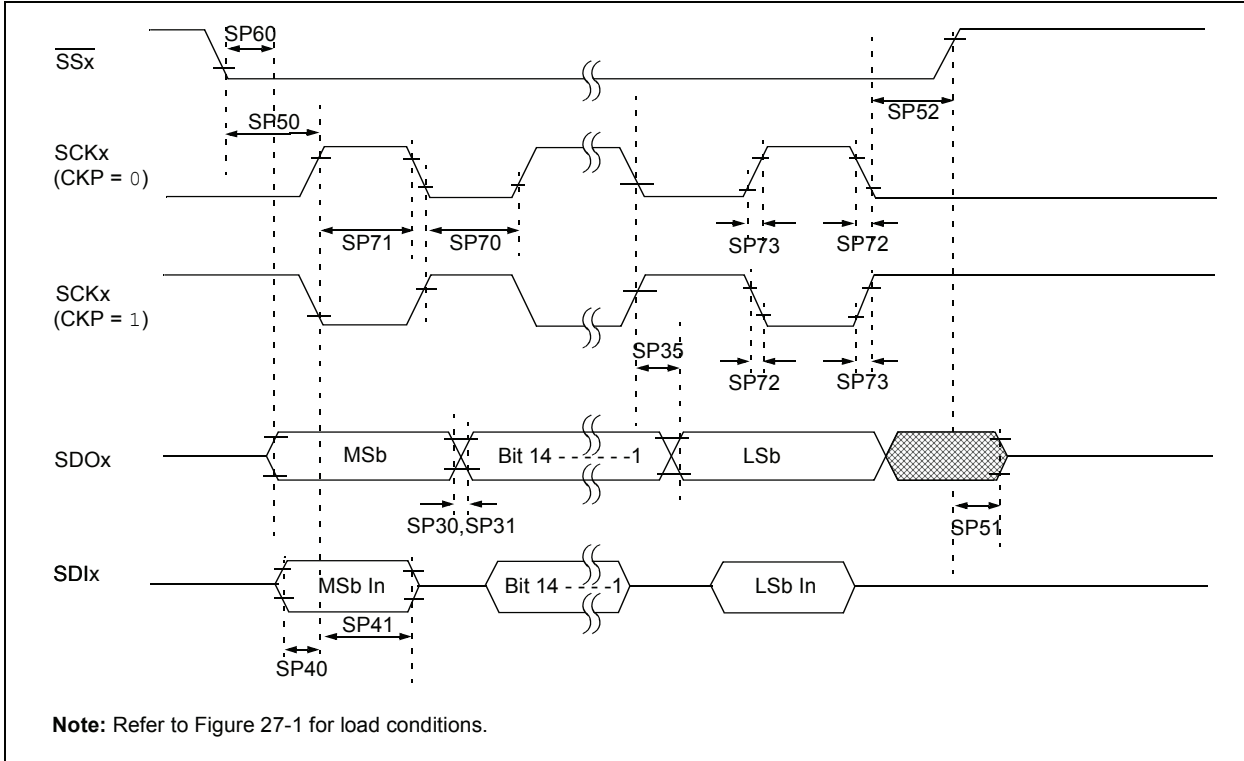 SP60
SSx
SP52
SP50
SCKx
(CKP = 0)
SP71
SP70
SP73
SP72
SCKx
(CKP = 1)
SP35
SP72
SP73
SDOx
MSb
Bit 14 - - - - - -1
LSb
SP30,SP31
SP51
SDIx
MSb In
Bit 14 - - - -1
LSb In
SP41
SP40
Note: Refer to Figure 27-1 for load conditions.